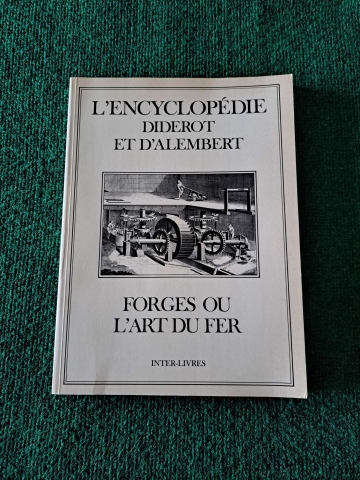 L'ENCYCLOPÉDIE
DIDEROT
ET D'ALEMBERT
FORGES OU
L'ART DU FER
INTER-LIVRES